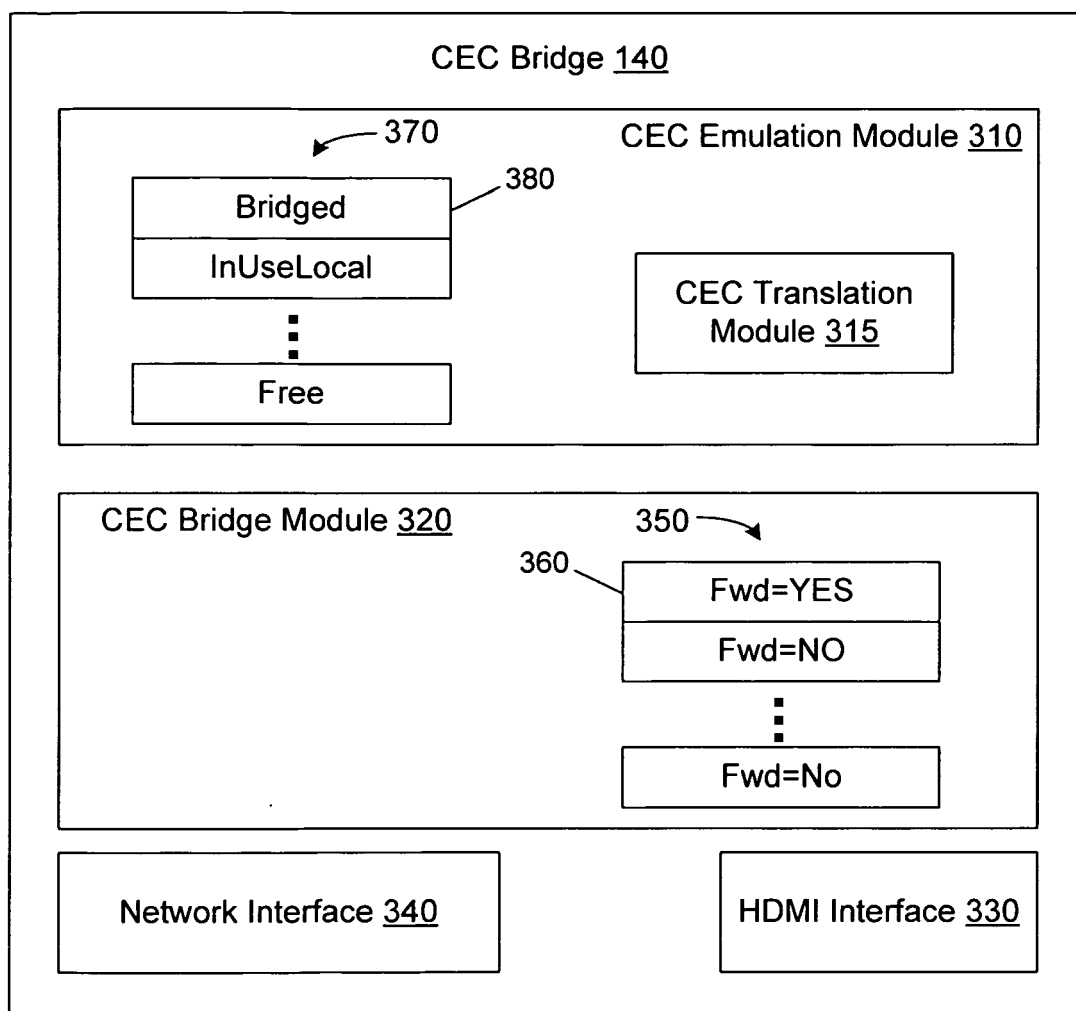 CEC Bridge 140
370
CEC Emulation Module 310
380
Bridged
InUseLocal
Free
CEC Translation
Module 315
CEC Bridge Module 320
350
360
Fwd=YES
Fwd=NO
Fwd=No
Network Interface 340
HDMI Interface 330